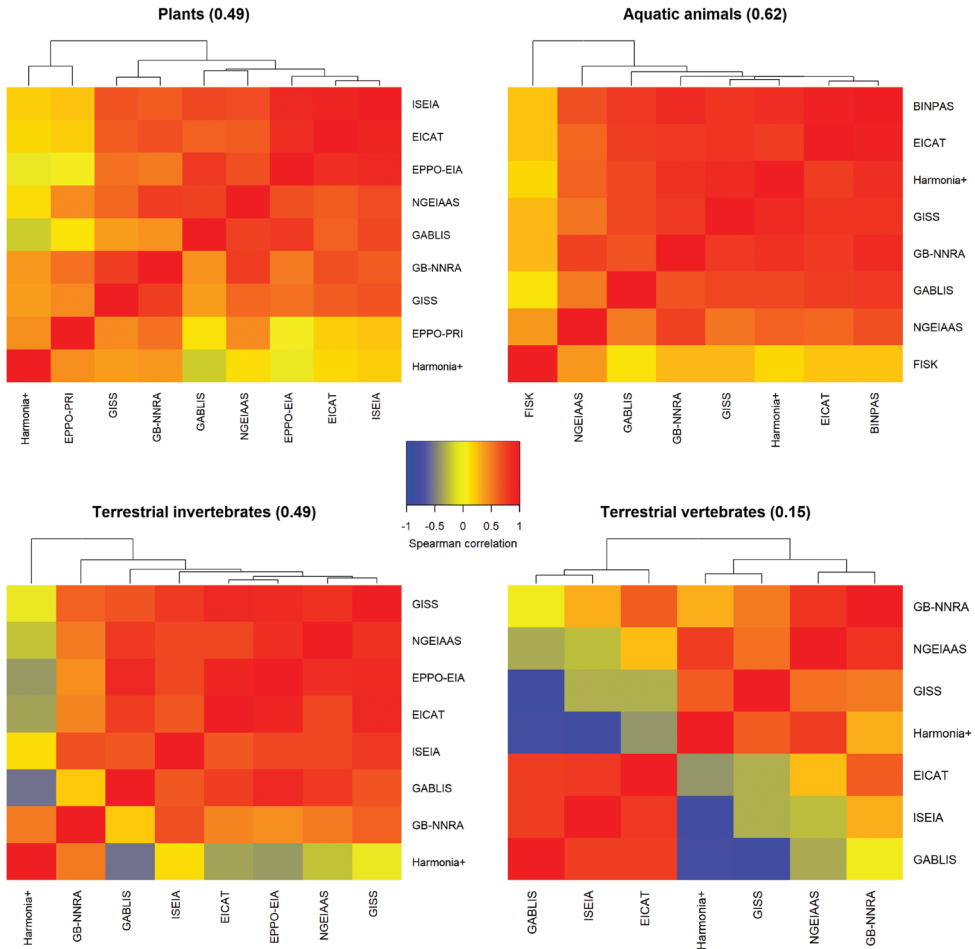 Plants (0.49)
ISEIA
EICAT
EPPO-EIA
NGEIAAS
GABLIS
GB-NNRA
GISS
EPPO-PRI
Harmonia+
Harmonia+
EPPO-PRI
GISS
GB-NNRA
GABLIS
NGEIAAS
EPPO-EIA
EICAT
ISEIA
Aquatic animals (0.62)
BINPAS
EICAT
Harmonia+
GISS
GB-NNRA
GABLIS
NGEIAAS
FISK
FISK
NGEIAAS
GABLIS
GB-NNRA
GISS
Harmonia+
EICAT
BINPAS
-1 -0.5 0 0.5 1
Spearman correlation
Terrestrial invertebrates (0.49)
GISS
NGEIAAS
EPPO-EIA
EICAT
ISEIA
GABLIS
GB-NNRA
Harmonia+
Harmonia+
GB-NNRA
GABLIS
ISEIA
EICAT
EPPO-EIA
NGEIAAS
GISS
Terrestrial vertebrates (0.15)
GB-NNRA
NGEIAAS
GISS
Harmonia+
EICAT
ISEIA
GABLIS
GABLIS
ISEIA
EICAT
Harmonia+
GISS
NGEIAAS
GB-NNRA